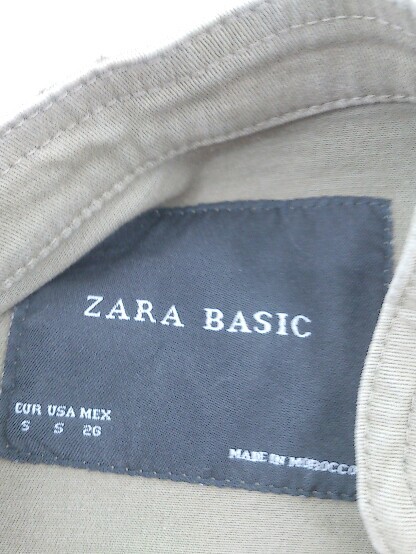 ZARA BASIC
EUR USA MEX
S S 26
MADE IN MOROCCO